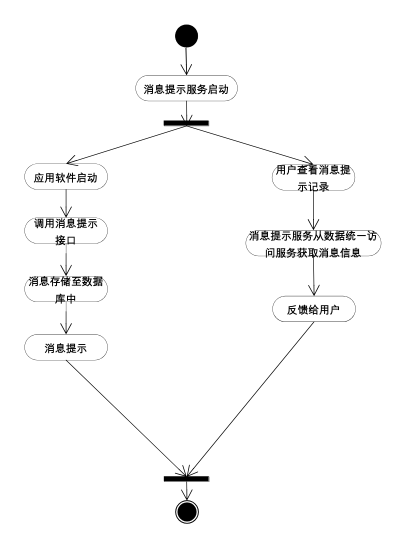 消息提示服务启动
应用软件启动
用户查看消息提
示记录
调用消息提示
接口
消息提示服务从数据统一访
问服务获取消息信息
消息存储至数据
库中
反馈给用户
消息提示